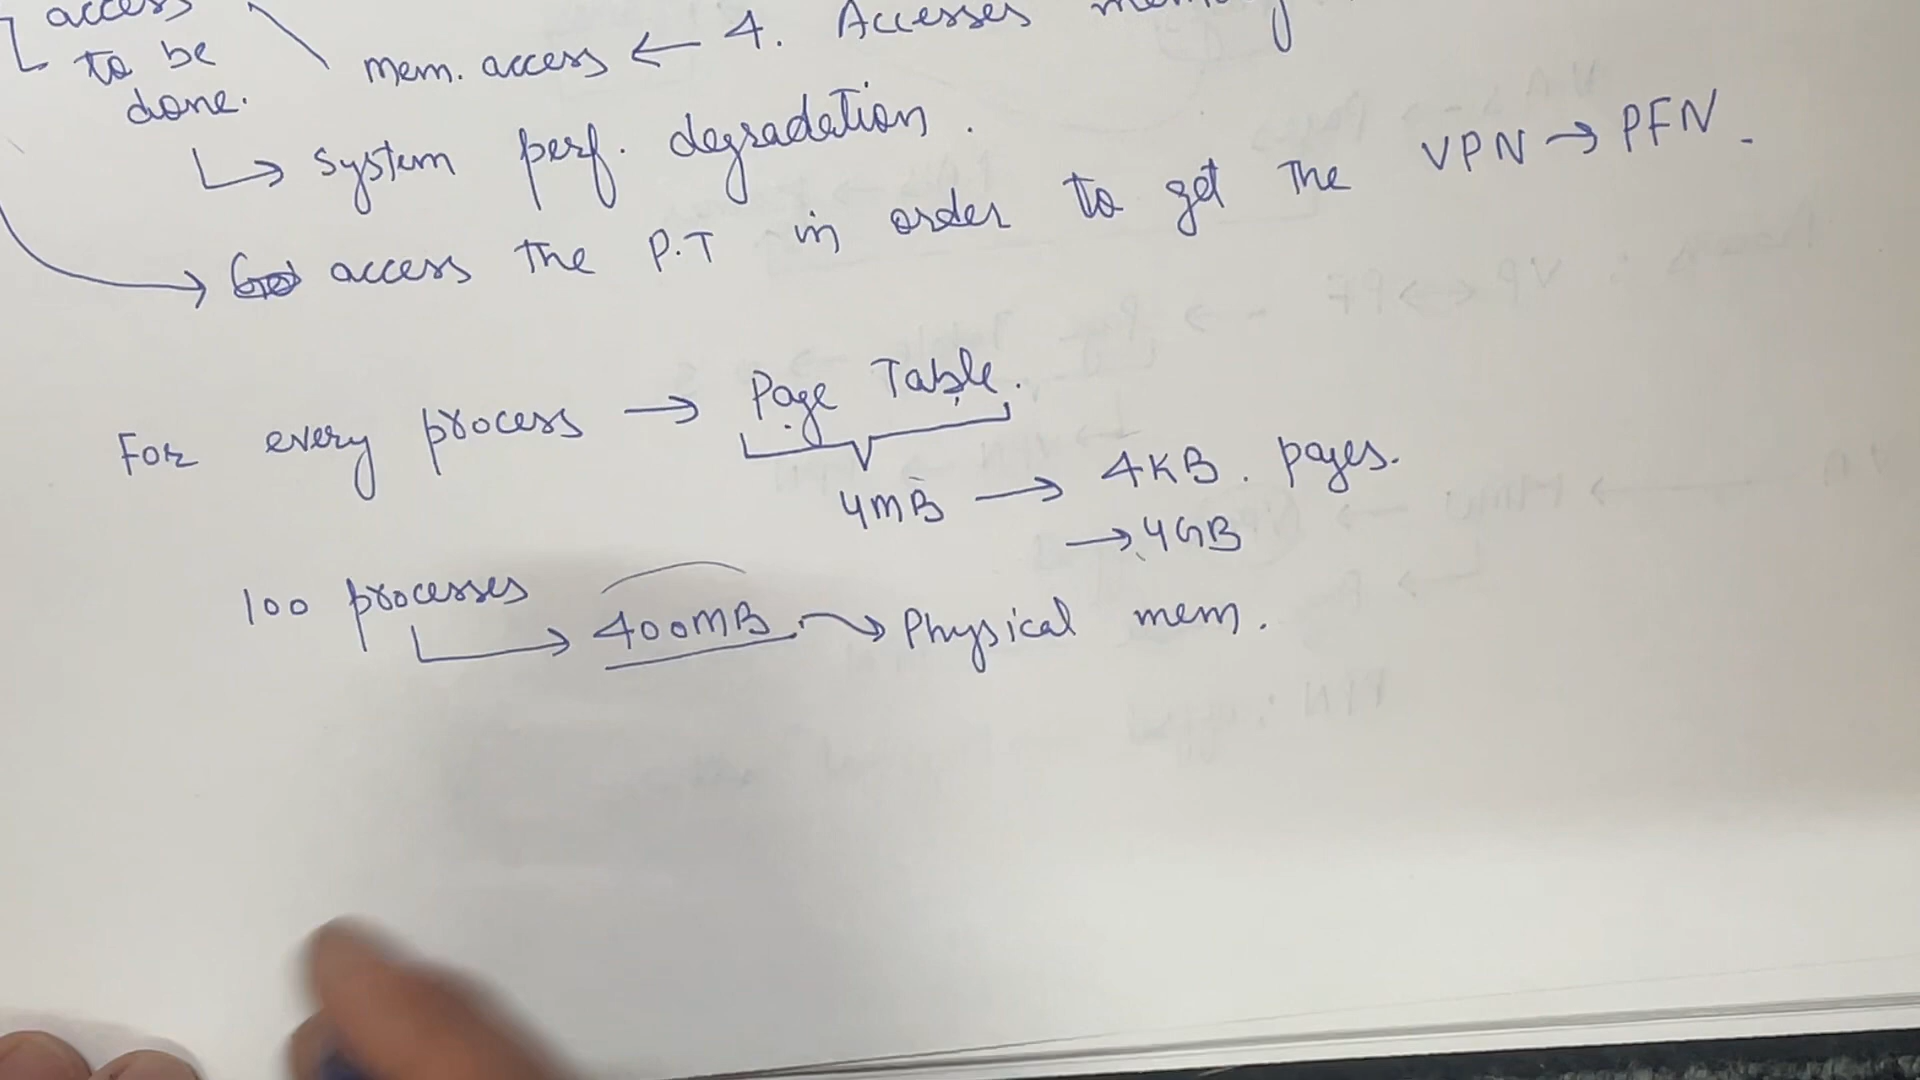 access
to be
done.
mem. access ← 4. Accesses
↳ system perf. degradation.
→ access the P.T in order to get the VPN → PFN.
For every process → Page Table.
4MB → 4KB. pages.
→ 4GB
100 processes
→ 400MB → Physical mem.